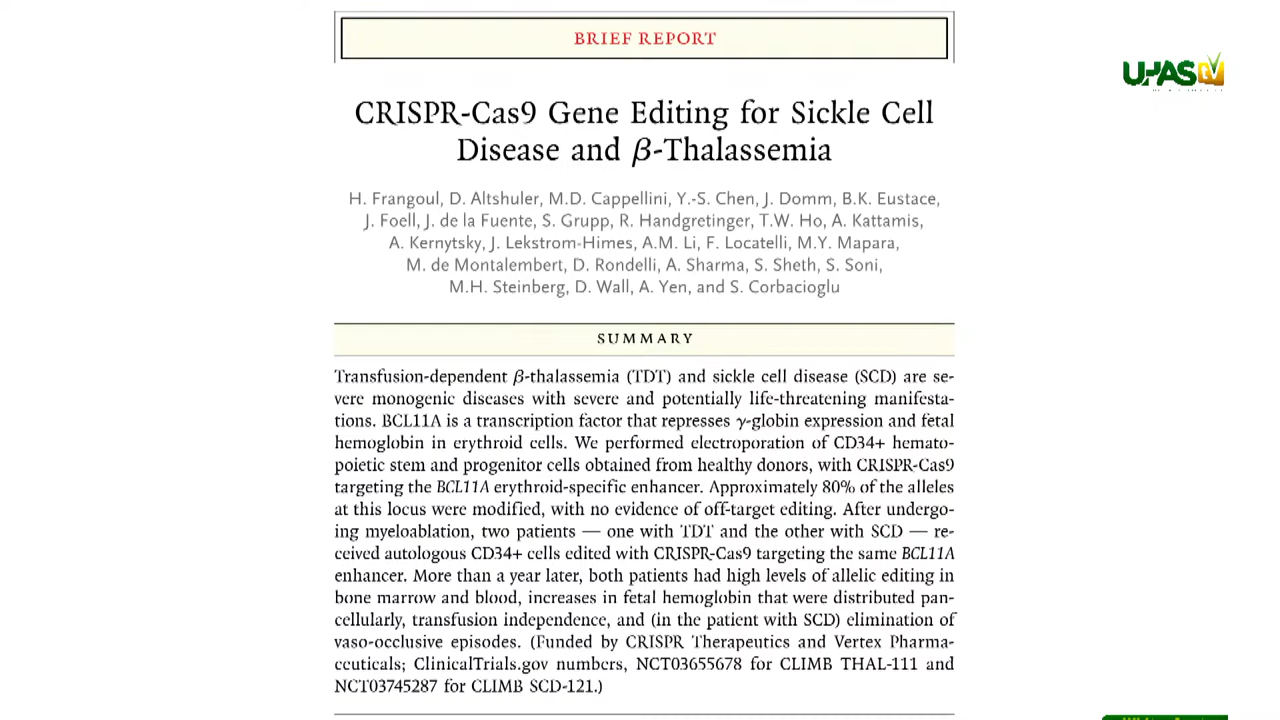 BRIEF REPORT
CRISPR-Cas9 Gene Editing for Sickle Cell
Disease and β-Thalassemia
H. Frangoul, D. Altshuler, M.D. Cappellini, Y.-S. Chen, J. Domm, B.K. Eustace,
J. Foell, J. de la Fuente, S. Grupp, R. Handgretinger, T.W. Ho, A. Kattamis,
A. Kernytsky, J. Lekstrom-Himes, A.M. Li, F. Locatelli, M.Y. Mapara,
M. de Montalembert, D. Rondelli, A. Sharma, S. Sheth, S. Soni,
M.H. Steinberg, D. Wall, A. Yen, and S. Corbacioglu
SUMMARY
Transfusion-dependent β-thalassemia (TDT) and sickle cell disease (SCD) are se-
vere monogenic diseases with severe and potentially life-threatening manifesta-
tions. BCL11A is a transcription factor that represses γ-globin expression and fetal
hemoglobin in erythroid cells. We performed electroporation of CD34+ hemato-
poietic stem and progenitor cells obtained from healthy donors, with CRISPR-Cas9
targeting the BCL11A erythroid-specific enhancer. Approximately 80% of the alleles
at this locus were modified, with no evidence of off-target editing. After undergo-
ing myeloablation, two patients — one with TDT and the other with SCD — re-
ceived autologous CD34+ cells edited with CRISPR-Cas9 targeting the same BCL11A
enhancer. More than a year later, both patients had high levels of allelic editing in
bone marrow and blood, increases in fetal hemoglobin that were distributed pan-
cellularly, transfusion independence, and (in the patient with SCD) elimination of
vaso-occlusive episodes. (Funded by CRISPR Therapeutics and Vertex Pharma-
ceuticals; ClinicalTrials.gov numbers, NCT03655678 for CLIMB THAL-111 and
NCT03745287 for CLIMB SCD-121.)